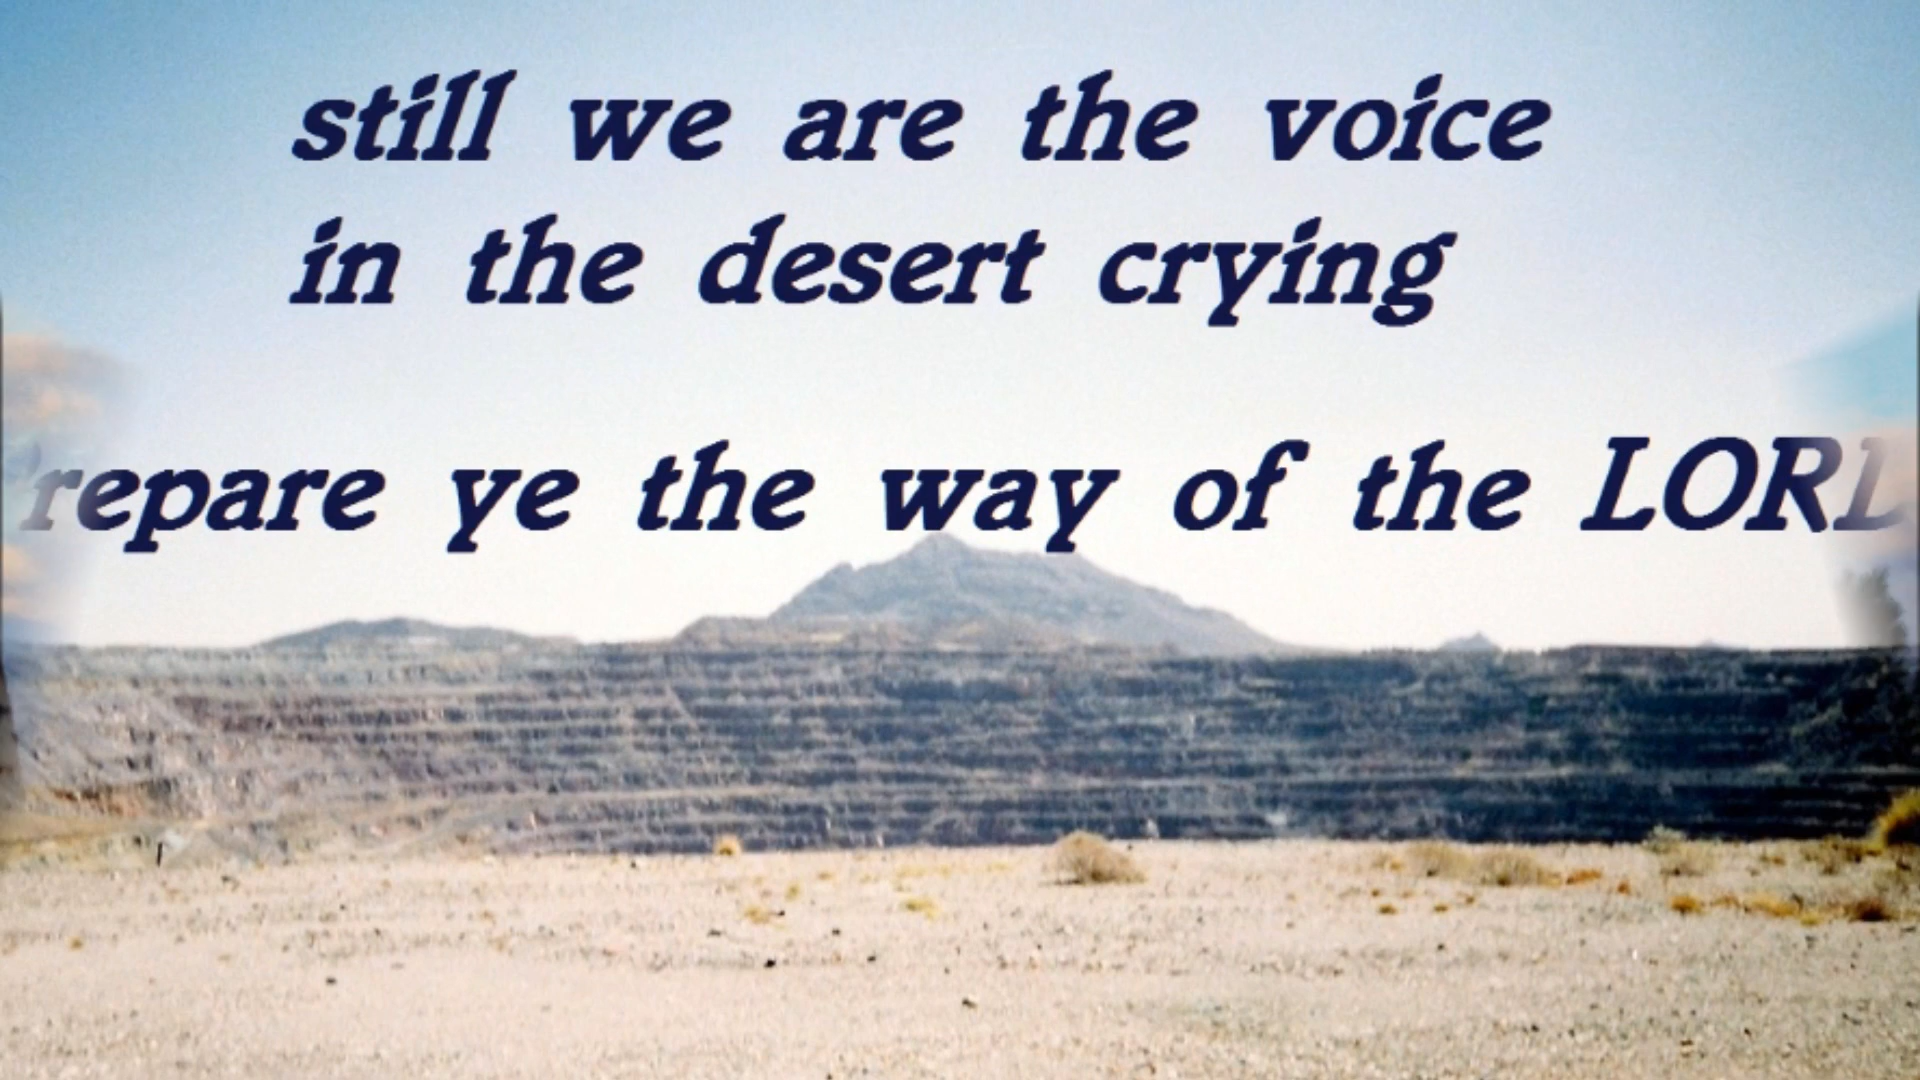 still we are the voice
in the desert crying
repare ye the way of the LORD